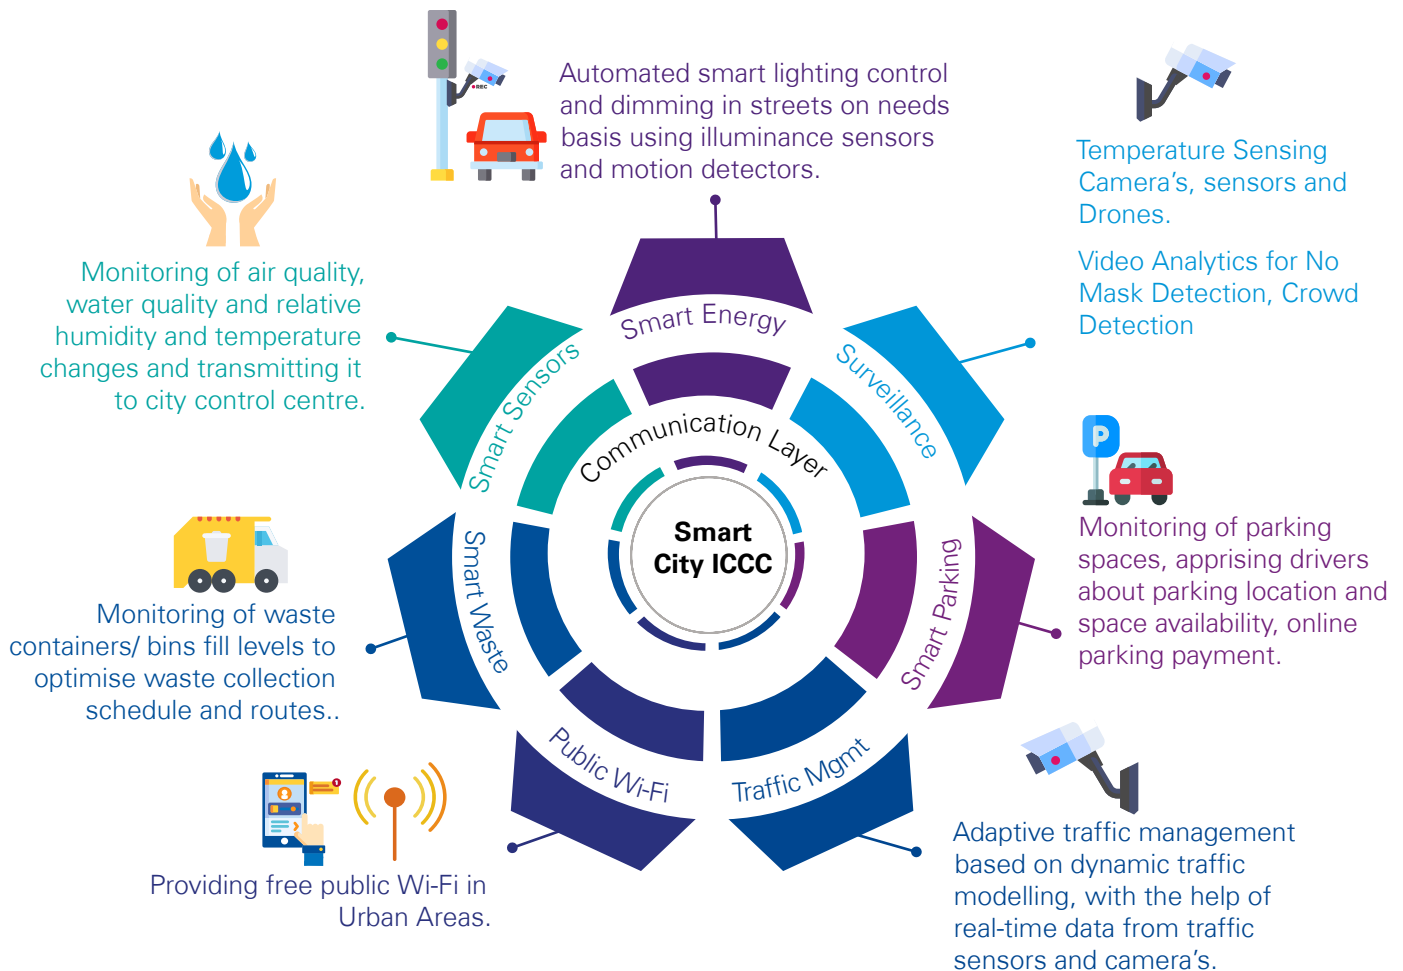 REC
Automated smart lighting control
and dimming in streets on needs
basis using illuminance sensors
and motion detectors.
Temperature Sensing
Camera’s, sensors and
Drones.
Video Analytics for No
Mask Detection, Crowd
Detection
Monitoring of air quality,
water quality and relative
humidity and temperature
changes and transmitting it
to city control centre.
Smart Energy
Surveillance
Smart Sensors
Communication Layer
Smart
City ICCC
P
Monitoring of parking
spaces, apprising drivers
about parking location and
space availability, online
parking payment.
Smart Waste
Smart Parking
Monitoring of waste
containers/ bins fill levels to
optimise waste collection
schedule and routes..
Public Wi-Fi
Traffic Mgmt
1
Providing free public Wi-Fi in
Urban Areas.
Adaptive traffic management
based on dynamic traffic
modelling, with the help of
real-time data from traffic
sensors and camera’s.